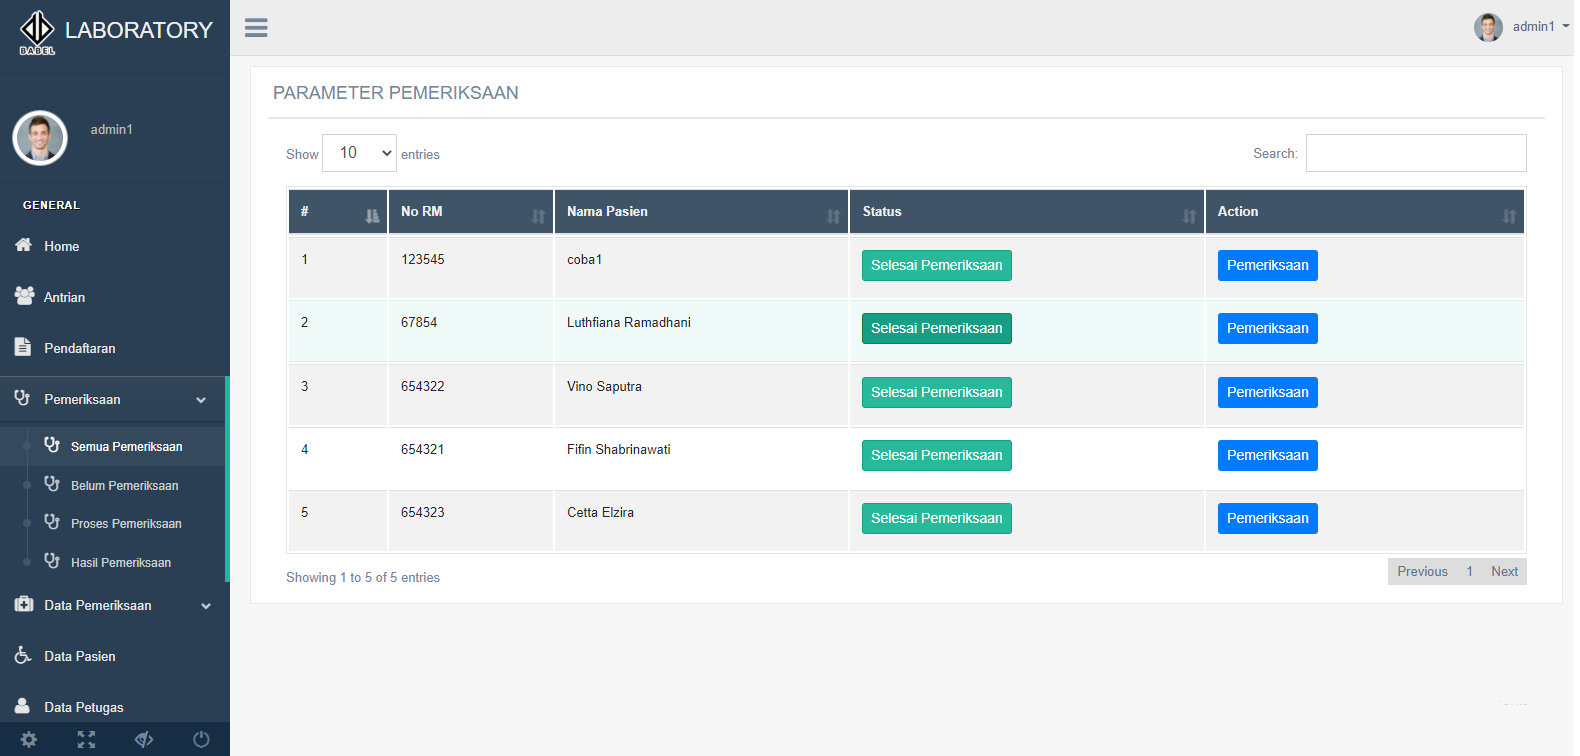 BABEL
LABORATORY
admin1
admin1
GENERAL
Home
Antrian
Pendaftaran
Pemeriksaan
Semua Pemeriksaan
Belum Pemeriksaan
Proses Pemeriksaan
Hasil Pemeriksaan
Data Pemeriksaan
Data Pasien
Data Petugas
PARAMETER PEMERIKSAAN
Show 10 entries
Search:
# No RM Nama Pasien Status Action
1 123545 coba1 Selesai Pemeriksaan Pemeriksaan
2 67854 Luthfiana Ramadhani Selesai Pemeriksaan Pemeriksaan
3 654322 Vino Saputra Selesai Pemeriksaan Pemeriksaan
4 654321 Fifin Shabrinawati Selesai Pemeriksaan Pemeriksaan
5 654323 Cetta Elzira Selesai Pemeriksaan Pemeriksaan
Showing 1 to 5 of 5 entries
Previous 1 Next